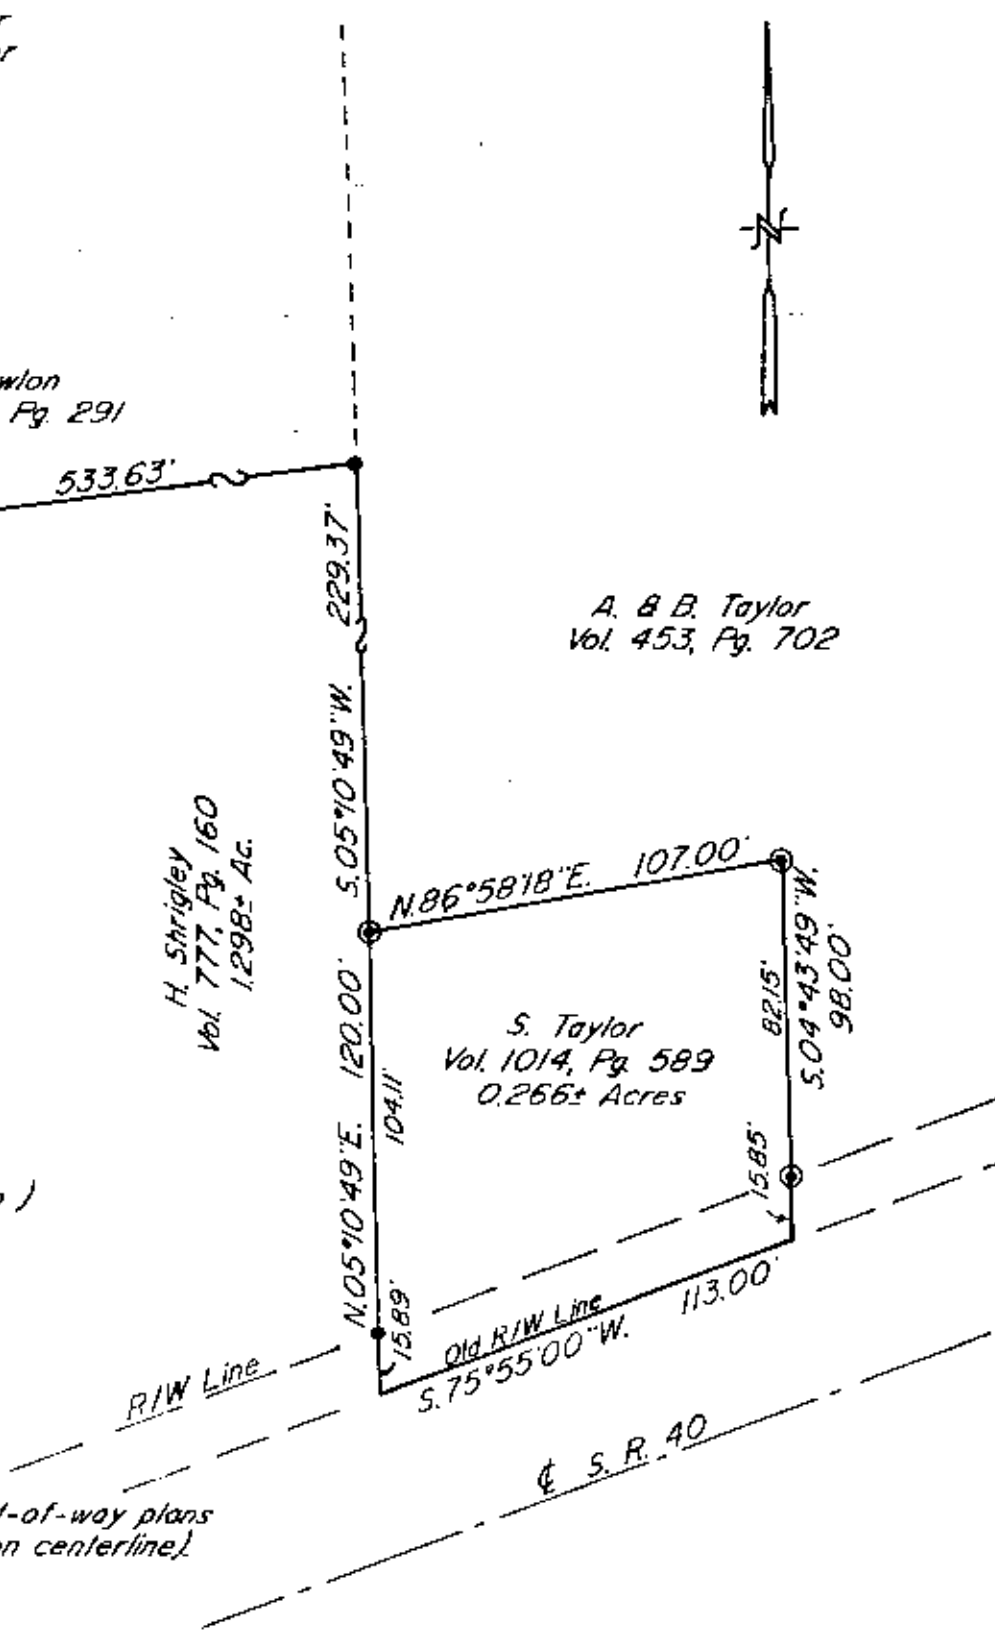 N
Pg. 291
533.63'
229.37'
S.05°10'49"W.
A. & B. Taylor
Vol. 453, Pg. 702
H. Shrigley
Vol. 777, Pg. 160
1.298± Ac.
N.86°58'18"E. 107.00'
S.04°43'49"W.
98.00'
82.15'
15.85'
S. Taylor
Vol. 1014, Pg. 589
0.266± Acres
N.05°10'49"E. 120.00'
104.11'
15.89'
Old R/W Line
S.75°55'00"W. 113.00'
R/W Line
℄ S. R. 40
-of-way plans
centerline)